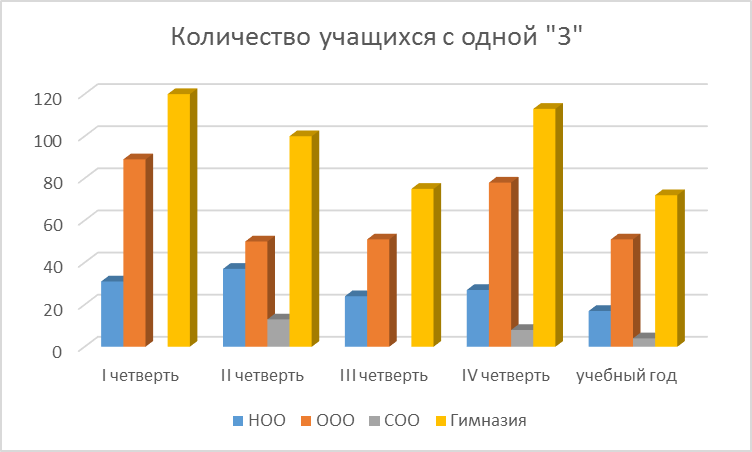 Количество учащихся с одной "3"
120
100
80
60
40
20
0
I четверть II четверть III четверть IV четверть учебный год
НОО ООО СОО Гимназия